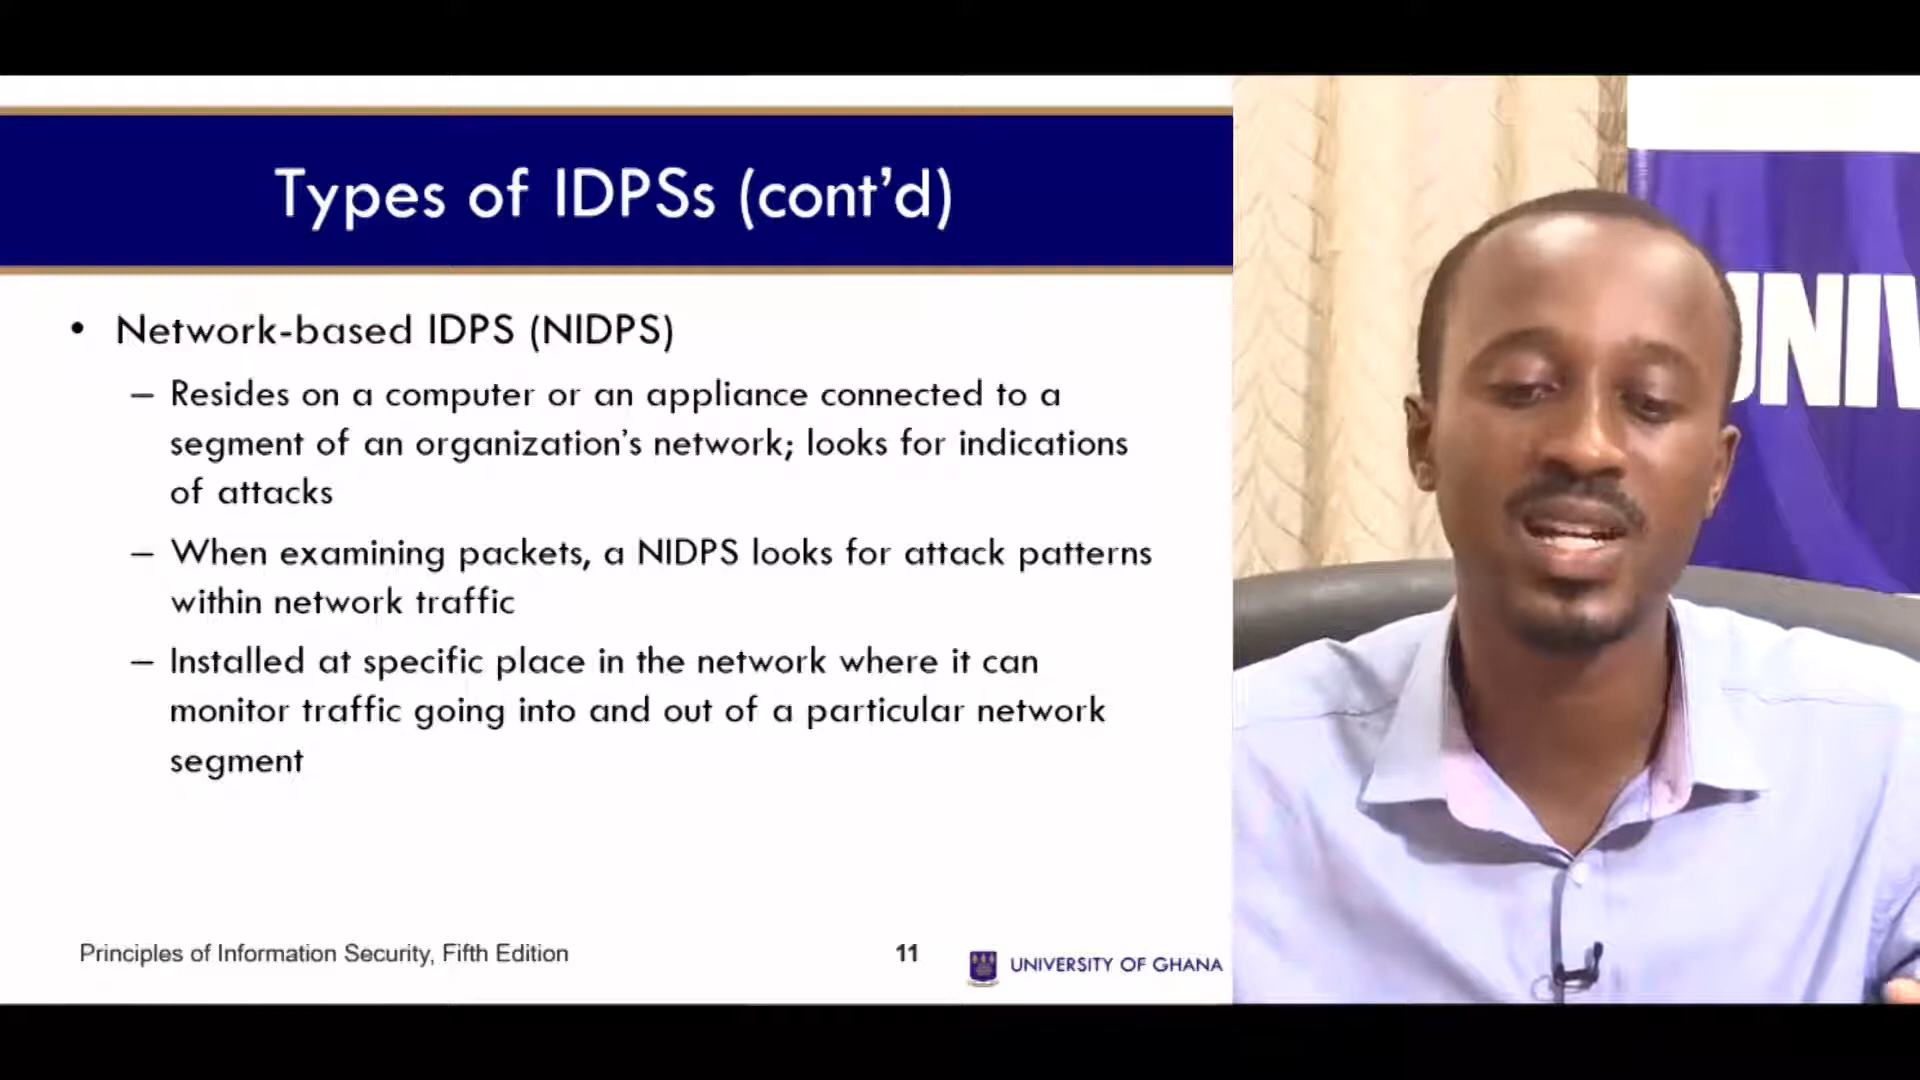 Types of IDPSs (cont’d)
• Network-based IDPS (NIDPS)
– Resides on a computer or an appliance connected to a
segment of an organization’s network; looks for indications
of attacks
– When examining packets, a NIDPS looks for attack patterns
within network traffic
– Installed at specific place in the network where it can
monitor traffic going into and out of a particular network
segment
Principles of Information Security, Fifth Edition
11
UNIVERSITY OF GHANA
UNIV